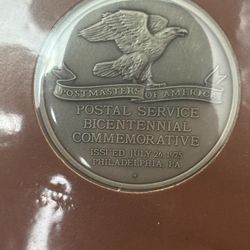 POSTMASTERS OF AMERICA
POSTAL SERVICE
BICENTENNIAL
COMMEMORATIVE
ISSUED JULY 26, 1975
PHILADELPHIA, PA